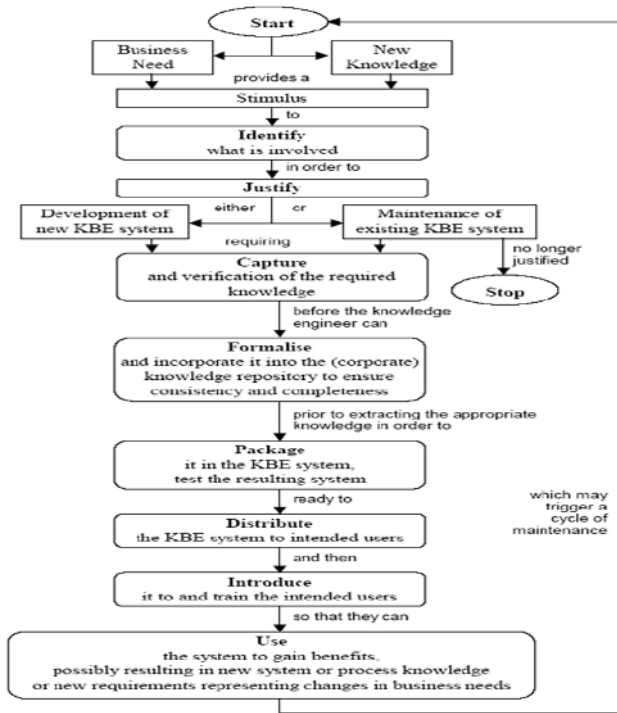 Start
Business
Need
New
Knowledge
provides a
Stimulus
to
Identify
what is involved
in order to
Justify
either or
Development of
new KBE system
Maintenance of
existing KBE system
requiring
no longer
justified
Stop
Capture
and verification of the required
knowledge
before the knowledge
engineer can
Formalise
and incorporate it into the (corporate)
knowledge repository to ensure
consistency and completeness
prior to extracting the appropriate
knowledge in order to
Package
it in the KBE system,
test the resulting system
ready to
Distribute
the KBE system to intended users
and then
Introduce
it to and train the intended users
so that they can
Use
the system to gain benefits,
possibly resulting in new system or process knowledge
or new requirements representing changes in business needs
which may
trigger a
cycle of
maintenance